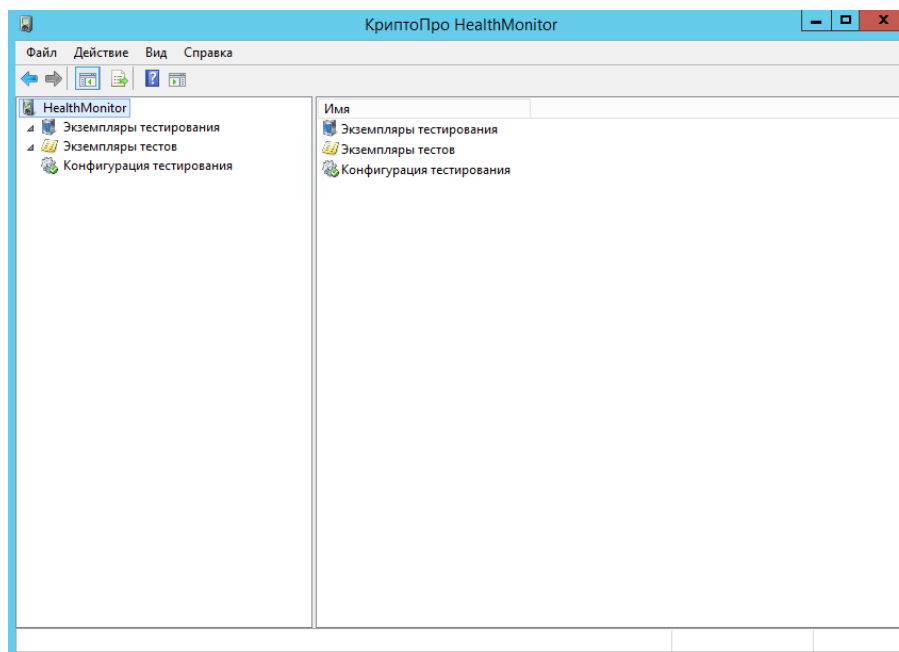 КриптоПро HealthMonitor
Файл Действие Вид Справка
HealthMonitor
Экземпляры тестирования
Экземпляры тестов
Конфигурация тестирования
Имя
Экземпляры тестирования
Экземпляры тестов
Конфигурация тестирования